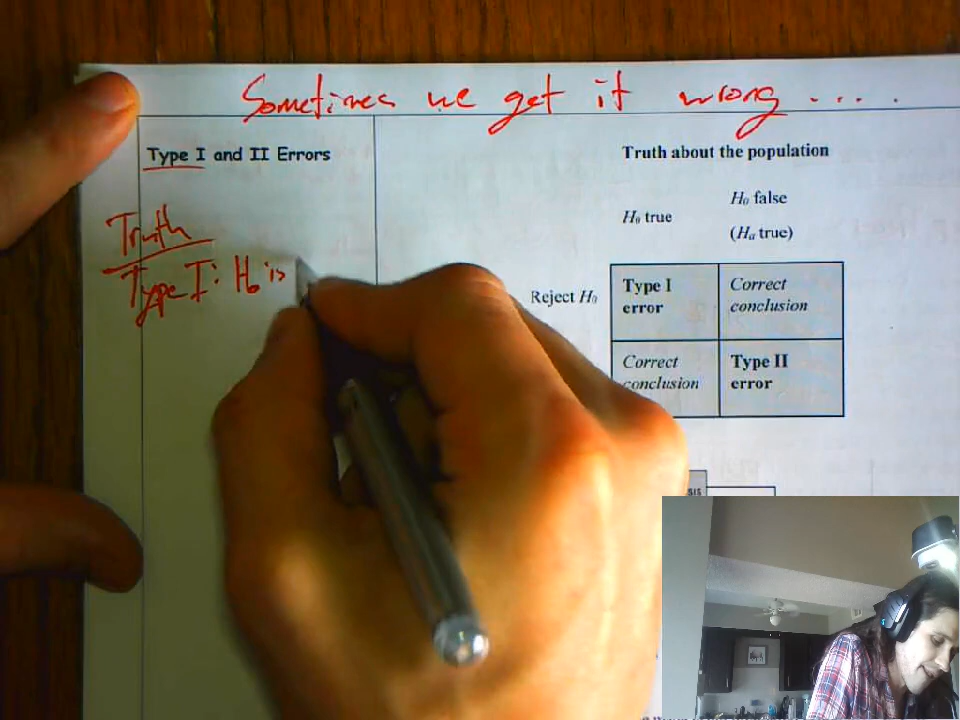 Sometimes we get it wrong ....
Type I and II Errors
Truth
Type I: H₀ is
Truth about the population
H₀ true
H₀ false
(Hₐ true)
Reject H₀
Type I
error
Correct
conclusion
Correct
conclusion
Type II
error